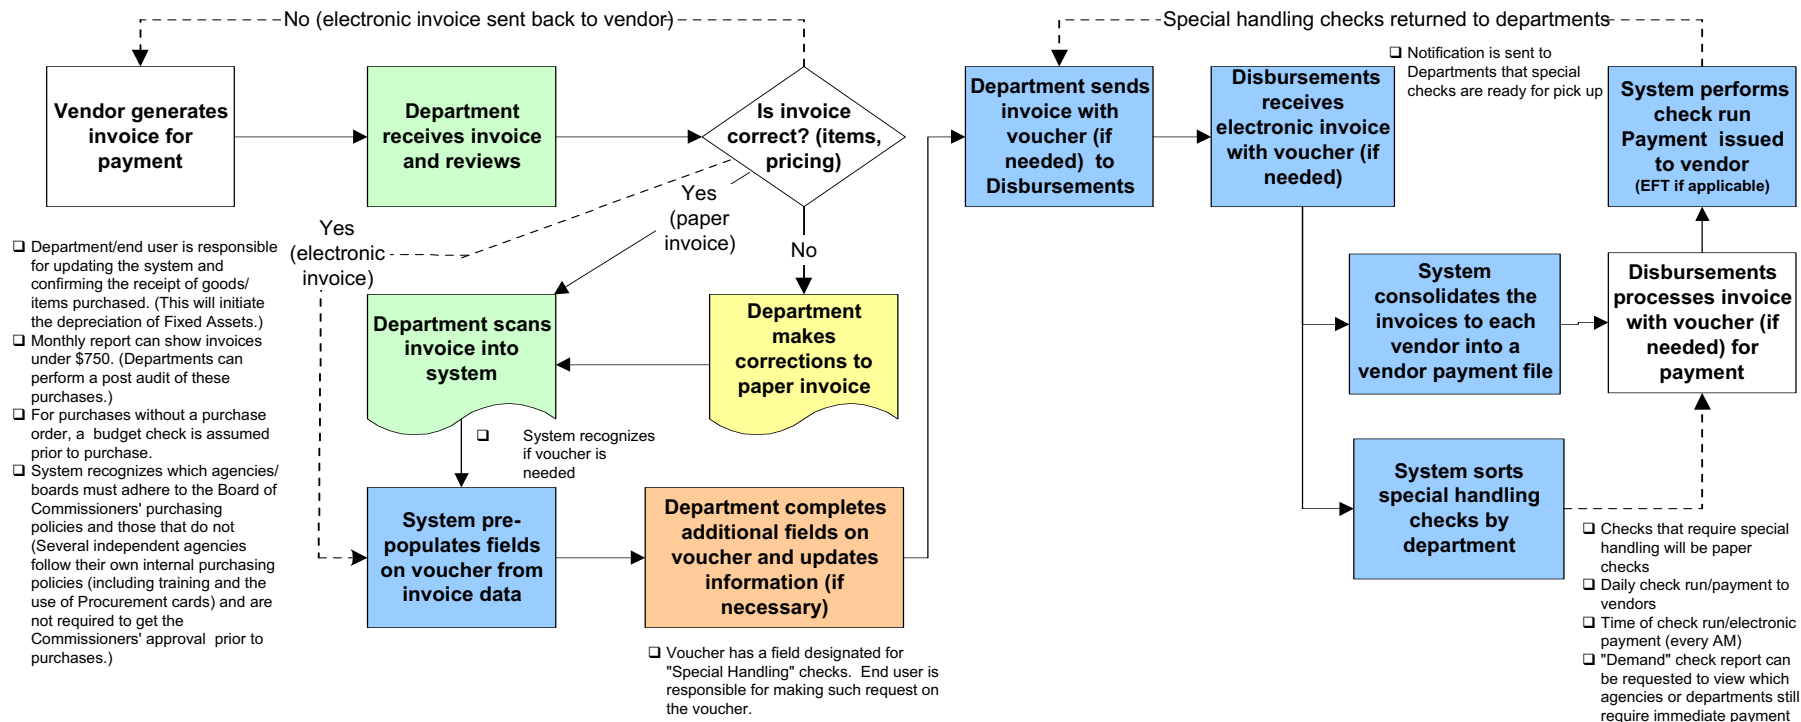 No (electronic invoice sent back to vendor)
Special handling checks returned to departments
Vendor generates
invoice for
payment
Department
receives invoice
and reviews
Is invoice
correct? (items,
pricing)
Yes
(electronic
invoice)
Yes
(paper
invoice)
No
Department scans
invoice into
system
Department
makes
corrections to
paper invoice
❑ System recognizes
if voucher is
needed
System pre-
populates fields
on voucher from
invoice data
Department completes
additional fields on
voucher and updates
information (if
necessary)
❑ Voucher has a field designated for
"Special Handling" checks.  End user is
responsible for making such request on
the voucher.
❑ Department/end user is responsible
for updating the system and
confirming the receipt of goods/
items purchased. (This will initiate
the depreciation of Fixed Assets.)
❑ Monthly report can show invoices
under $750. (Departments can
perform a post audit of these
purchases.)
❑ For purchases without a purchase
order, a  budget check is assumed
prior to purchase.
❑ System recognizes which agencies/
boards must adhere to the Board of
Commissioners' purchasing
policies and those that do not
(Several independent agencies
follow their own internal purchasing
policies (including training and the
use of Procurement cards) and are
not required to get the
Commissioners' approval  prior to
purchases.)
Department sends
invoice with
voucher (if
needed)  to
Disbursements
Disbursements
receives
electronic invoice
with voucher (if
needed)
❑ Notification is sent to
Departments that special
checks are ready for pick up
System performs
check run
Payment  issued
to vendor
(EFT if applicable)
System
consolidates the
invoices to each
vendor into a
vendor payment file
Disbursements
processes invoice
with voucher (if
needed) for
payment
System sorts
special handling
checks by
department
❑ Checks that require special
handling will be paper
checks
❑ Daily check run/payment to
vendors
❑ Time of check run/electronic
payment (every AM)
❑ "Demand" check report can
be requested to view which
agencies or departments still
require immediate payment